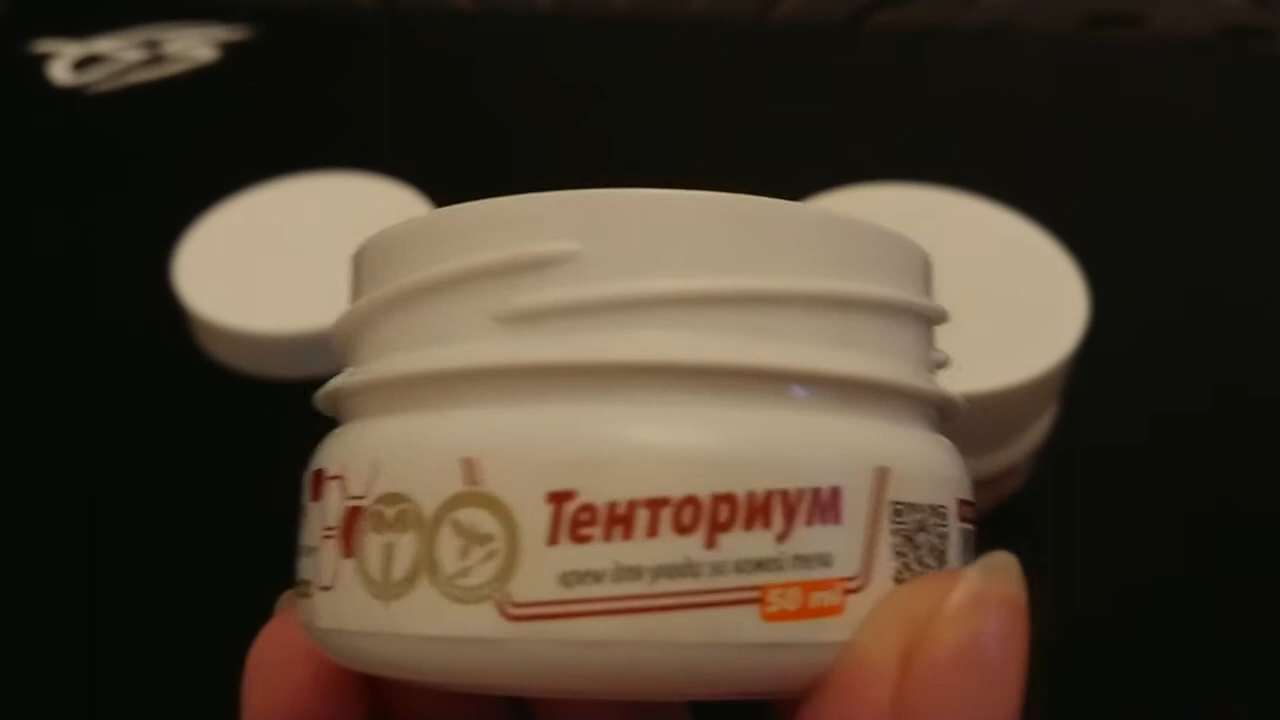 Тенториум
крем для ухода за кожей тела
50 ml